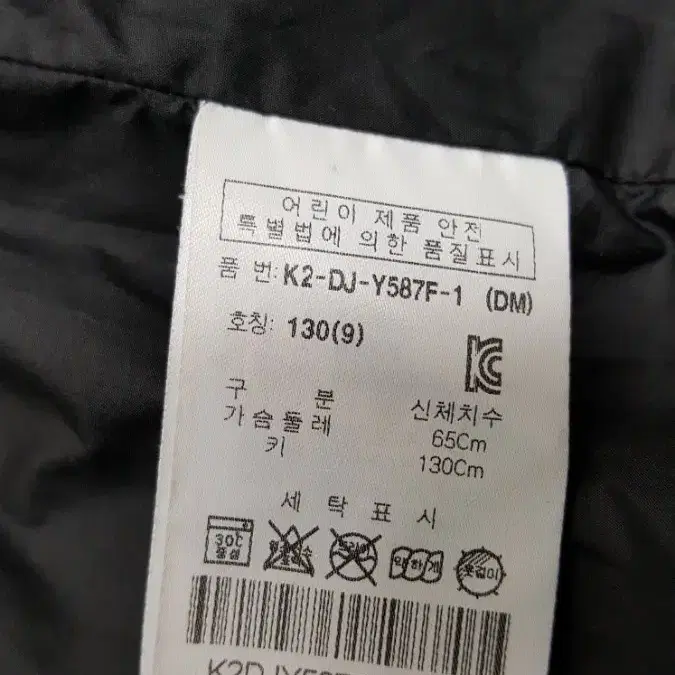 어린이 제품 안전
특별법에 의한 품질표시
품 번: K2-DJ-Y587F-1 (DM)
호칭: 130(9)
구 분 신체치수
가슴둘레 65Cm
키 130Cm
세 탁 표 시
30℃ 중성 약하게 옷걸이